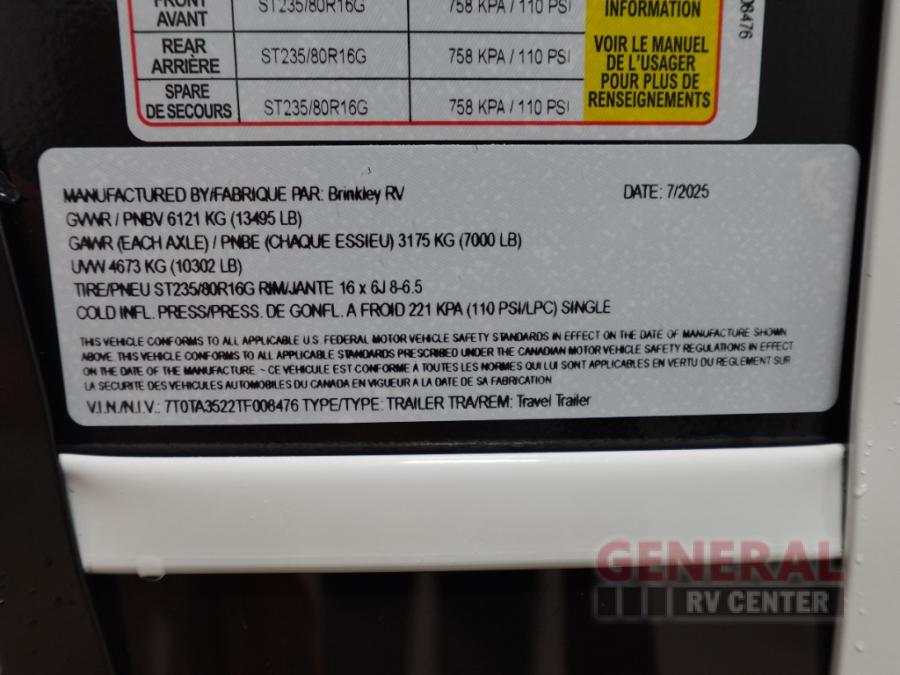 FRONT ST235/80R16G 758 KPA / 110 PSI INFORMATION
AVANT
REAR ST235/80R16G 758 KPA / 110 PSI VOIR LE MANUEL
ARRIÈRE DE L'USAGER
POUR PLUS DE
SPARE ST235/80R16G 758 KPA / 110 PSI RENSEIGNEMENTS
DE SECOURS
MANUFACTURED BY/FABRIQUE PAR: Brinkley RV DATE: 7/2025
GVWR / PNBV 6121 KG (13495 LB)
GAWR (EACH AXLE) / PNBE (CHAQUE ESSIEU) 3175 KG (7000 LB)
UVW 4673 KG (10302 LB)
TIRE/PNEU ST235/80R16G RIM/JANTE 16 x 6J 8-6.5
COLD INFL. PRESS/PRESS. DE GONFL. A FROID 221 KPA (110 PSI/LPC) SINGLE
THIS VEHICLE CONFORMS TO ALL APPLICABLE U.S. FEDERAL MOTOR VEHICLE SAFETY STANDARDS IN EFFECT ON THE DATE OF MANUFACTURE SHOWN
ABOVE. THIS VEHICLE CONFORMS TO ALL APPLICABLE STANDARDS PRESCRIBED UNDER THE CANADIAN MOTOR VEHICLE SAFETY REGULATIONS IN EFFECT
ON THE DATE OF THE MANUFACTURE - CE VEHICULE EST CONFORME A TOUTES LES NORMES QUI LUI SONT APPLICABLES EN VERTU DU REGLEMENT SUR
LA SECURITE DES VEHICULES AUTOMOBILES DU CANADA EN VIGUEUR A LA DATE DE SA FABRICATION
V.I.N./N.I.V.: 7T0TA3522TF008476 TYPE/TYPE: TRAILER TRA/REM: Travel Trailer
GENERAL
RV CENTER